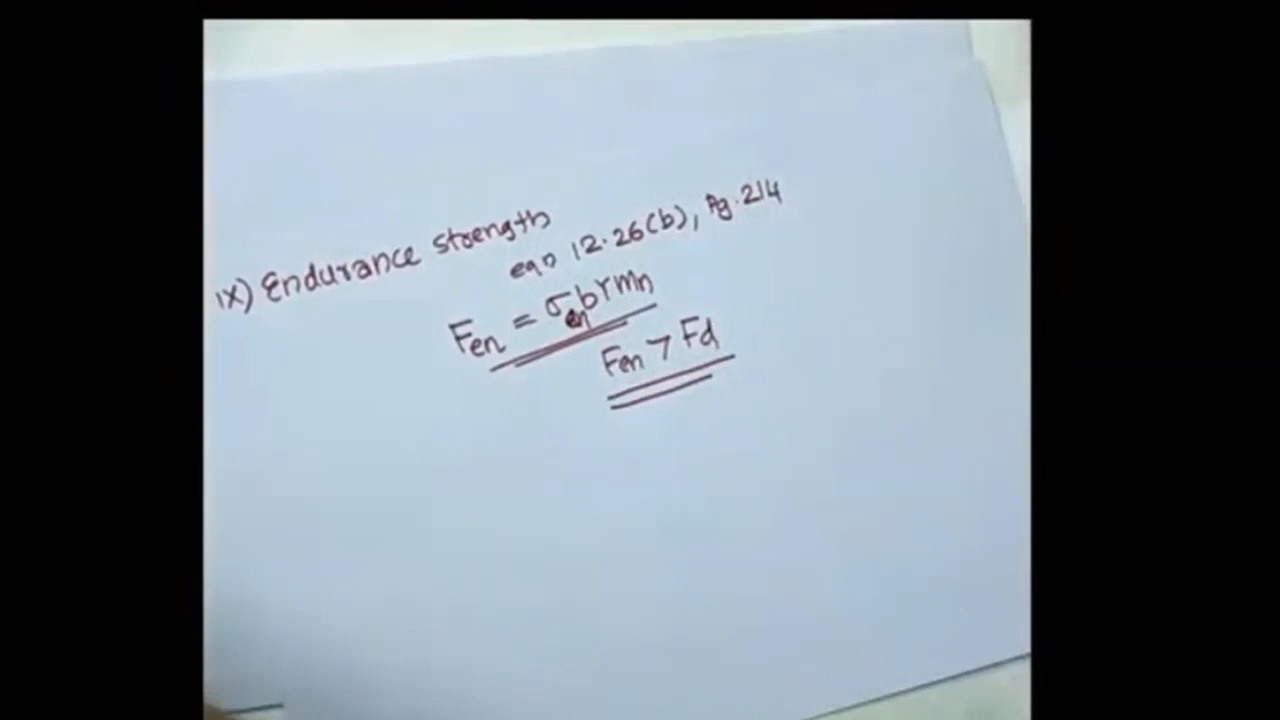 IX) Endurance strength
eqn 12.26(b), Pg.214
Fen = σen b Y mn
Fen > Fd